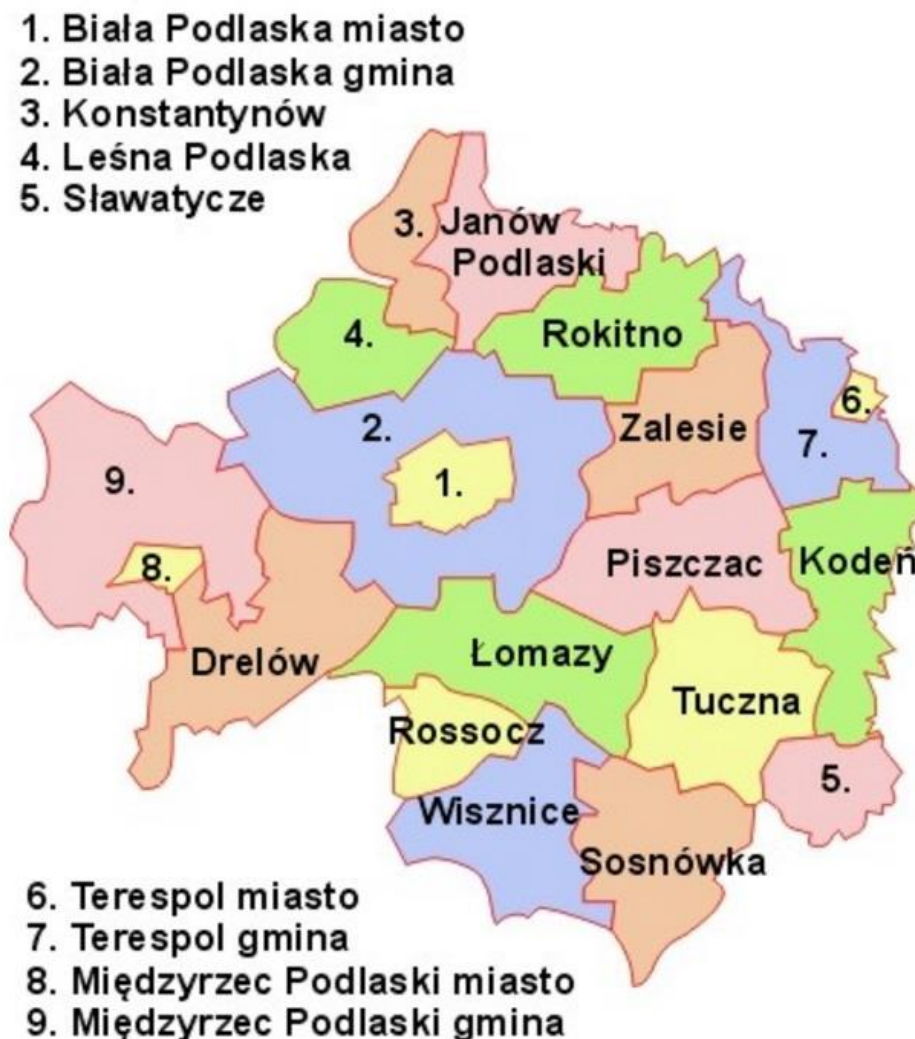 1. Biała Podlaska miasto
2. Biała Podlaska gmina
3. Konstantynów
4. Leśna Podlaska
5. Sławatycze
3.
Janów
Podlaski
4.
Rokitno
6.
2.
Zalesie
7.
9.
1.
8.
Piszczac
Kodeń
Drelów
Łomazy
Tuczna
Rossocz
5.
Wisznice
Sosnówka
6. Terespol miasto
7. Terespol gmina
8. Międzyrzec Podlaski miasto
9. Międzyrzec Podlaski gmina